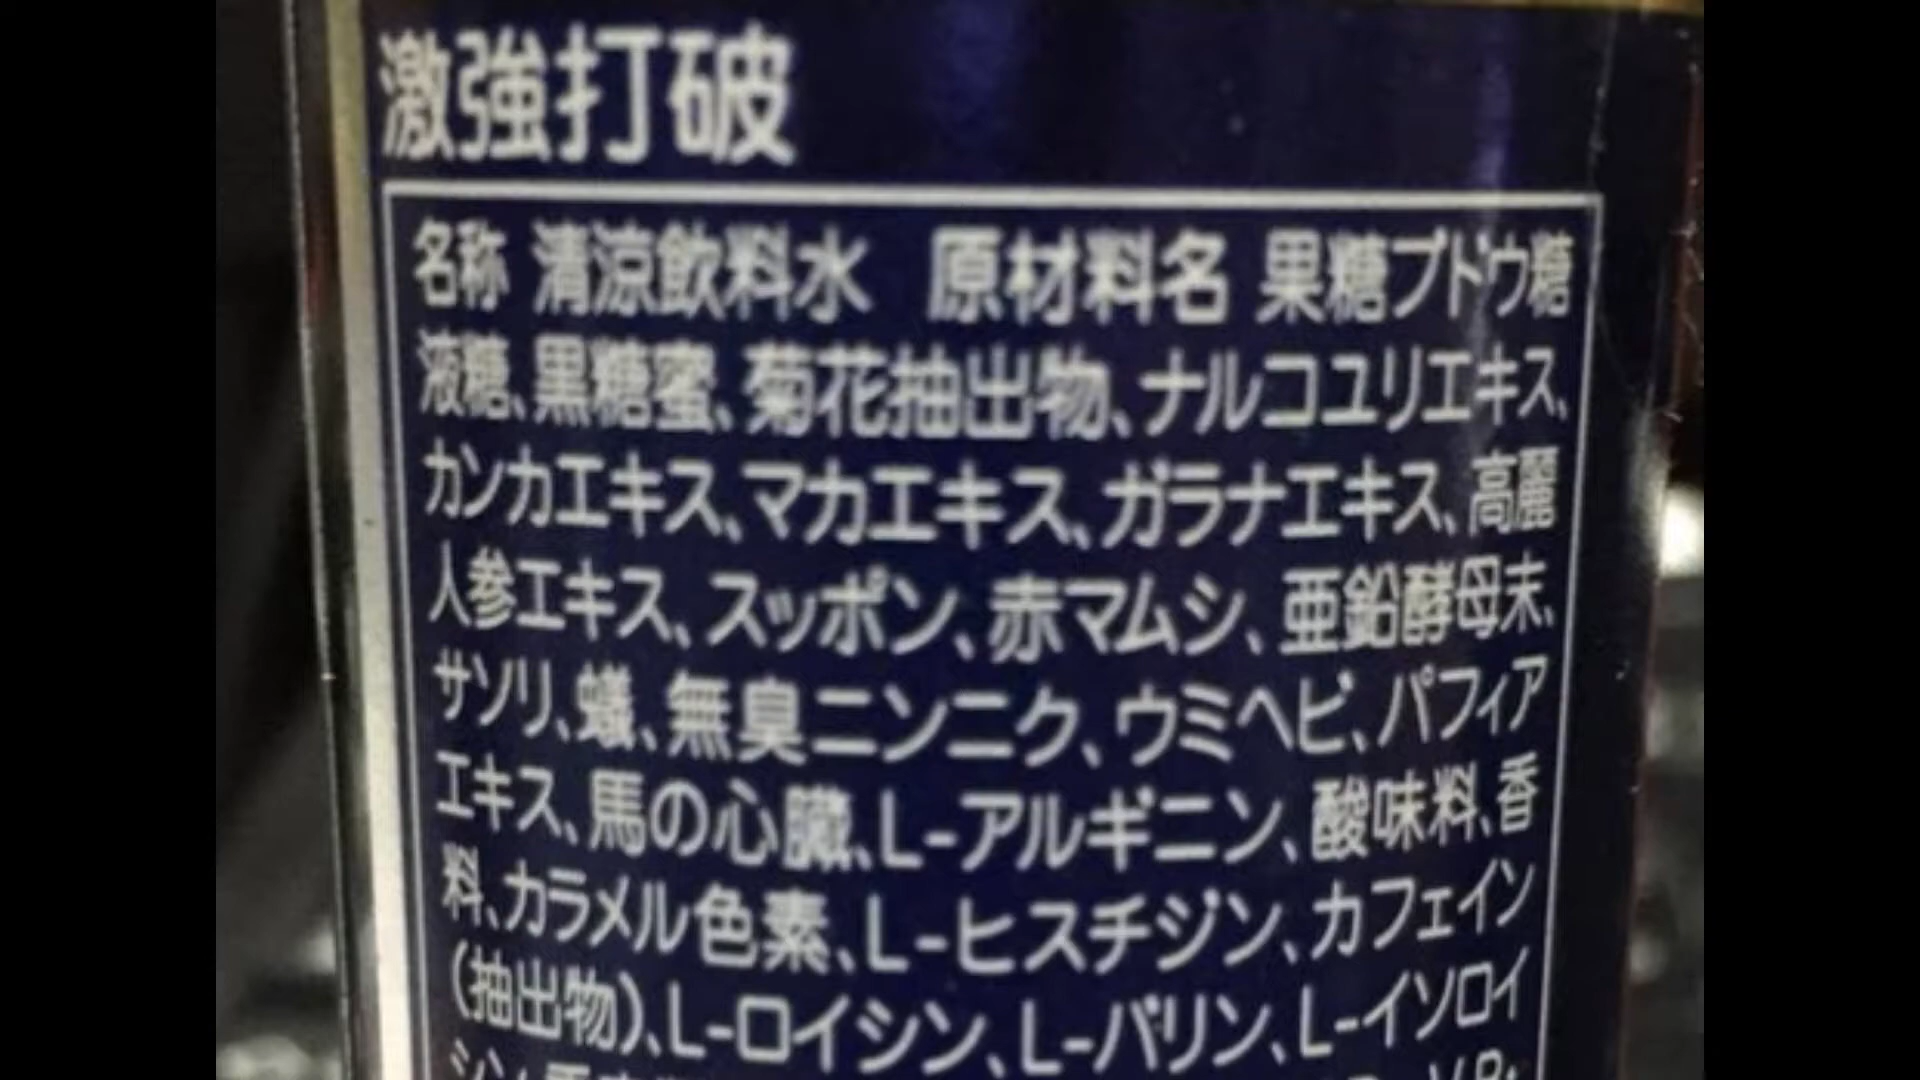 激強打破
名称 清涼飲料水 原材料名 果糖ブドウ糖
液糖、黒糖蜜、菊花抽出物、ナルコユリエキス、
カンカエキス、マカエキス、ガラナエキス、高麗
人参エキス、スッポン、赤マムシ、亜鉛酵母末、
サソリ、蟻、無臭ニンニク、ウミヘビ、パフィア
エキス、馬の心臓、L-アルギニン、酸味料、香
料、カラメル色素、L-ヒスチジン、カフェイン
(抽出物)、L-ロイシン、L-バリン、L-イソロイ
シン